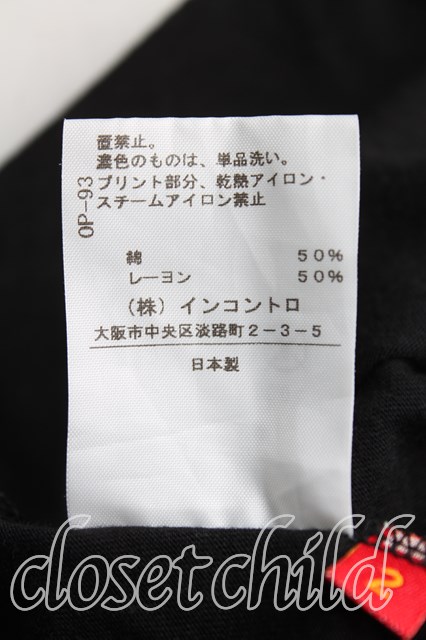 置禁止。
濃色のものは、単品洗い。
プリント部分、乾熱アイロン・
スチームアイロン禁止
OP-93
綿 50%
レーヨン 50%
(株) インコントロ
大阪市中央区淡路町2-3-5
日本製
closet child